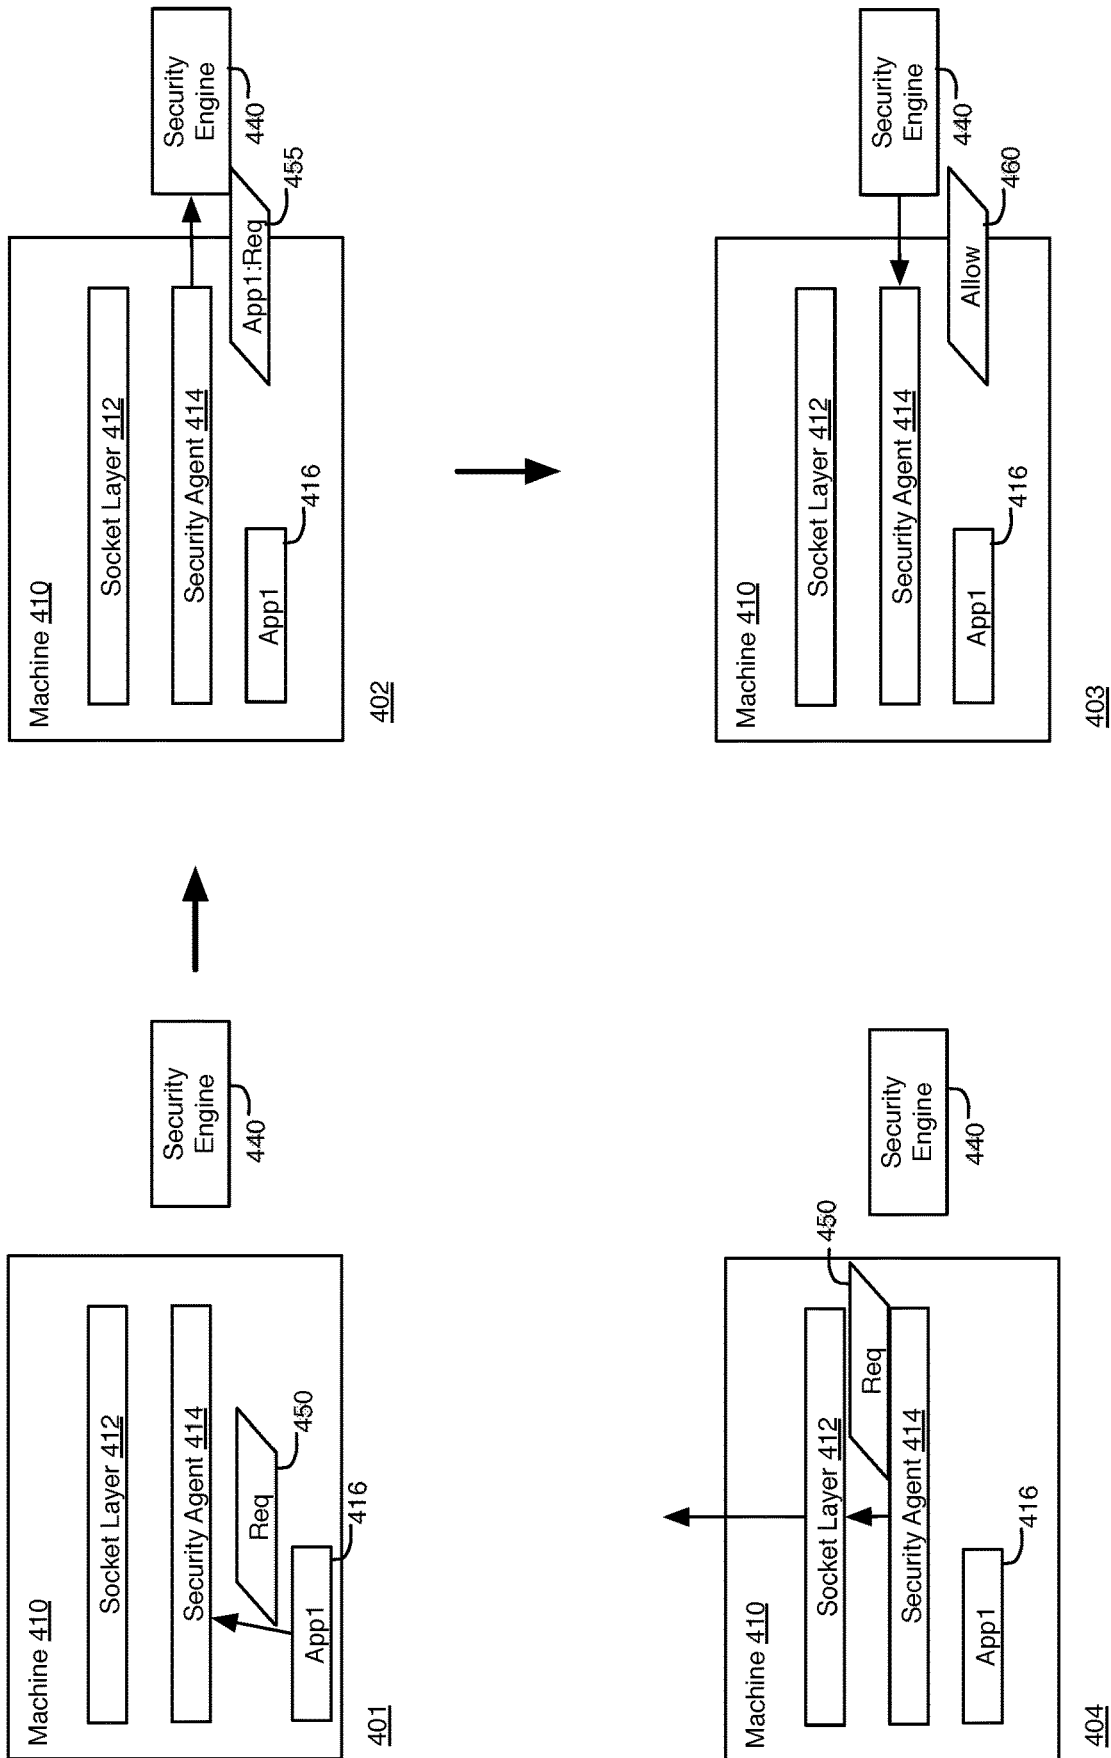 Machine 410
Socket Layer 412
Security Agent 414
Req
450
App1
416
Security
Engine
440
401
Machine 410
Socket Layer 412
Security Agent 414
App1:Req
455
App1
416
Security
Engine
440
402
Machine 410
Socket Layer 412
Security Agent 414
Allow
460
App1
416
Security
Engine
440
403
Machine 410
Socket Layer 412
Req
450
Security Agent 414
App1
416
Security
Engine
440
404